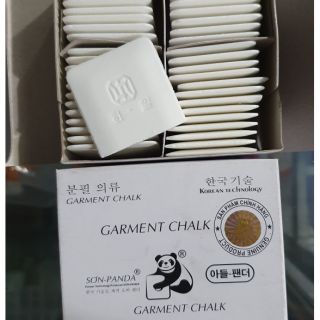 분필 의류
GARMENT CHALK
한국기술
KOREAN TECHNOLOGY
GARMENT CHALK
SẢN PHẨM CHÍNH HÃNG
GENUINE PRODUCT
SƠN-PANDA®
아들-팬더
GARMENT CHALK